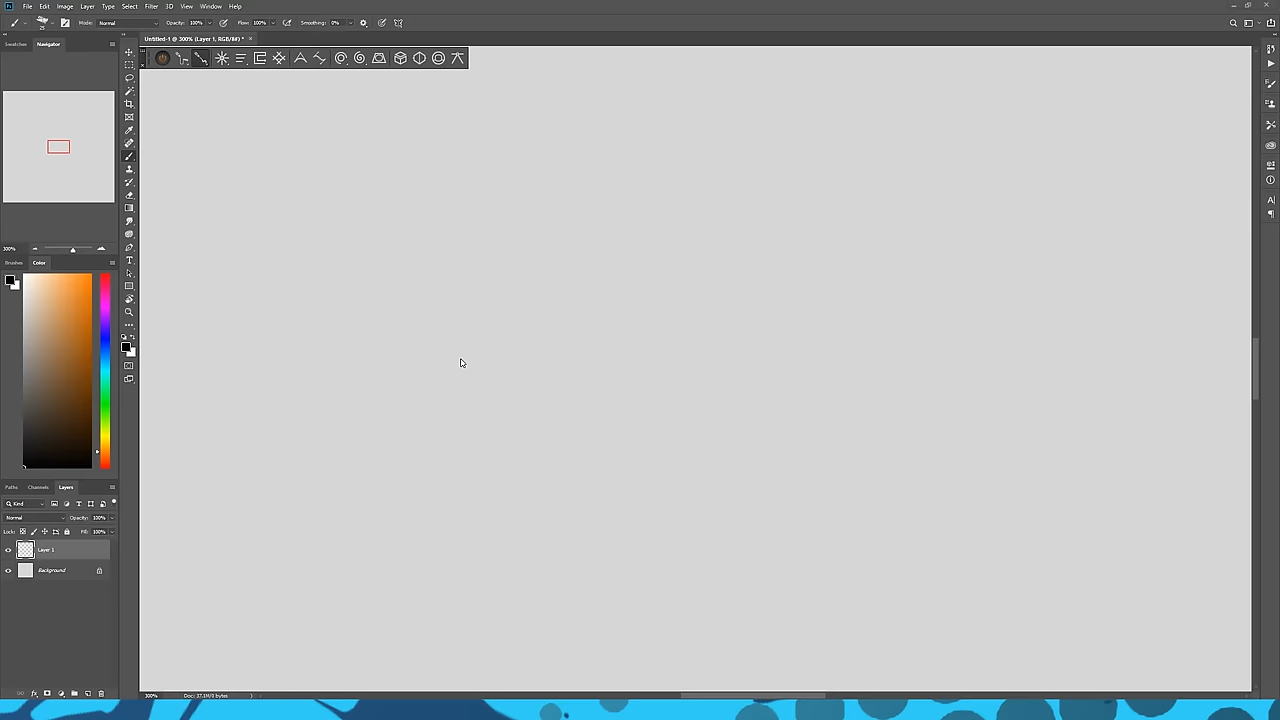 Ps File Edit Image Layer Type Select Filter 3D View Window Help
25 Mode: Normal Opacity: 100% Flow: 100% Smoothing: 0%
Swatches Navigator Untitled-1 @ 300% (Layer 1, RGB/8#) *
300%
Brushes Color
Paths Channels Layers
Kind
Normal Opacity: 100%
Lock: Fill: 100%
Layer 1
Background
300% Doc: 37.1M/0 bytes